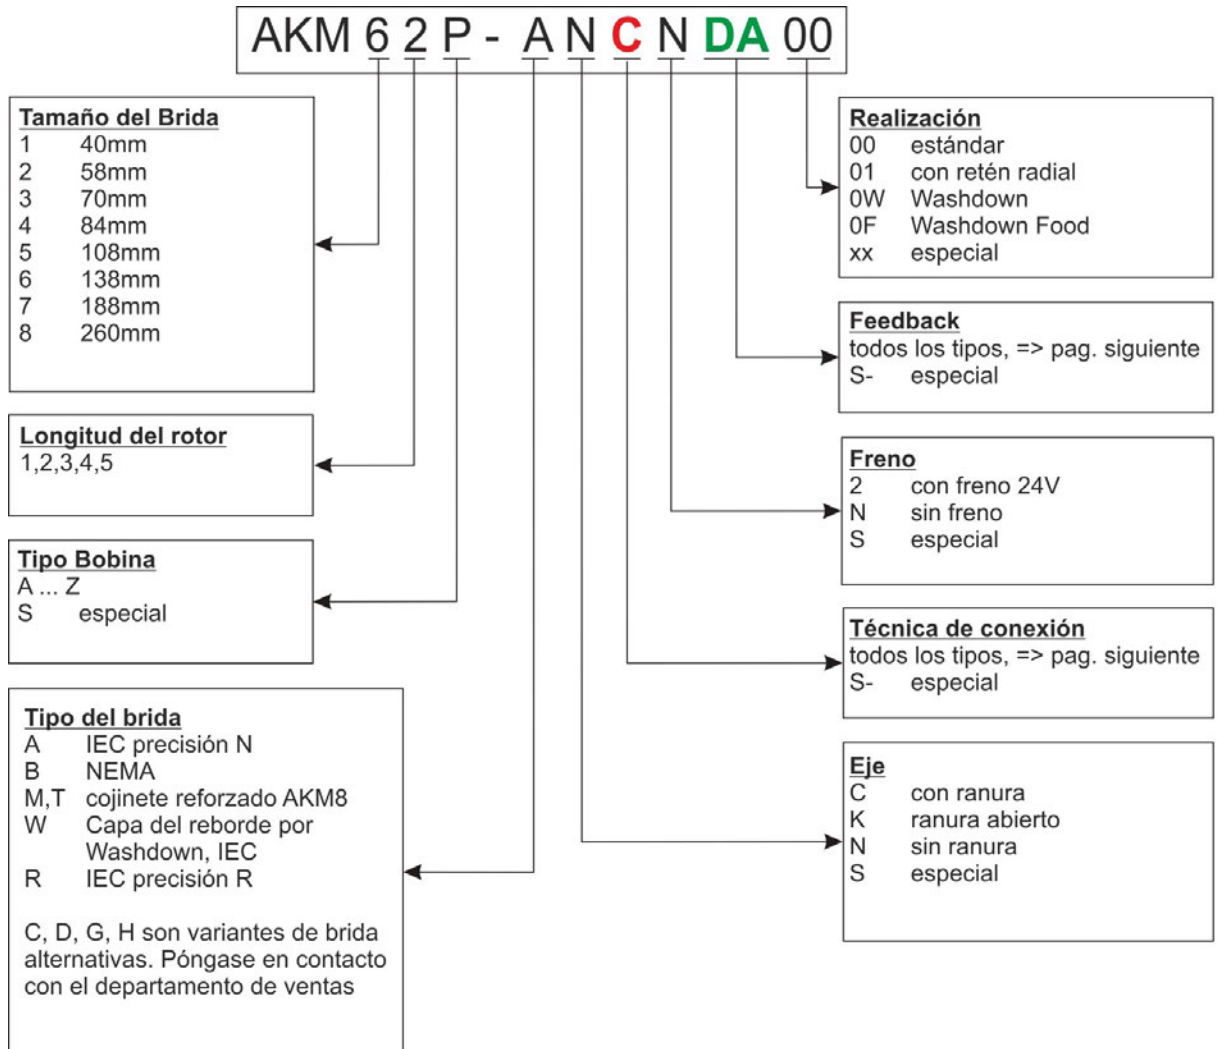 AKM 6 2 P - A N C N DA 00
Tamaño del Brida
1 40mm
2 58mm
3 70mm
4 84mm
5 108mm
6 138mm
7 188mm
8 260mm
Longitud del rotor
1,2,3,4,5
Tipo Bobina
A ... Z
S especial
Tipo del brida
A IEC precisión N
B NEMA
M,T cojinete reforzado AKM8
W Capa del reborde por
Washdown, IEC
R IEC precisión R
C, D, G, H son variantes de brida
alternativas. Póngase en contacto
con el departamento de ventas
Realización
00 estándar
01 con retén radial
0W Washdown
0F Washdown Food
xx especial
Feedback
todos los tipos, => pag. siguiente
S- especial
Freno
2 con freno 24V
N sin freno
S especial
Técnica de conexión
todos los tipos, => pag. siguiente
S- especial
Eje
C con ranura
K ranura abierto
N sin ranura
S especial